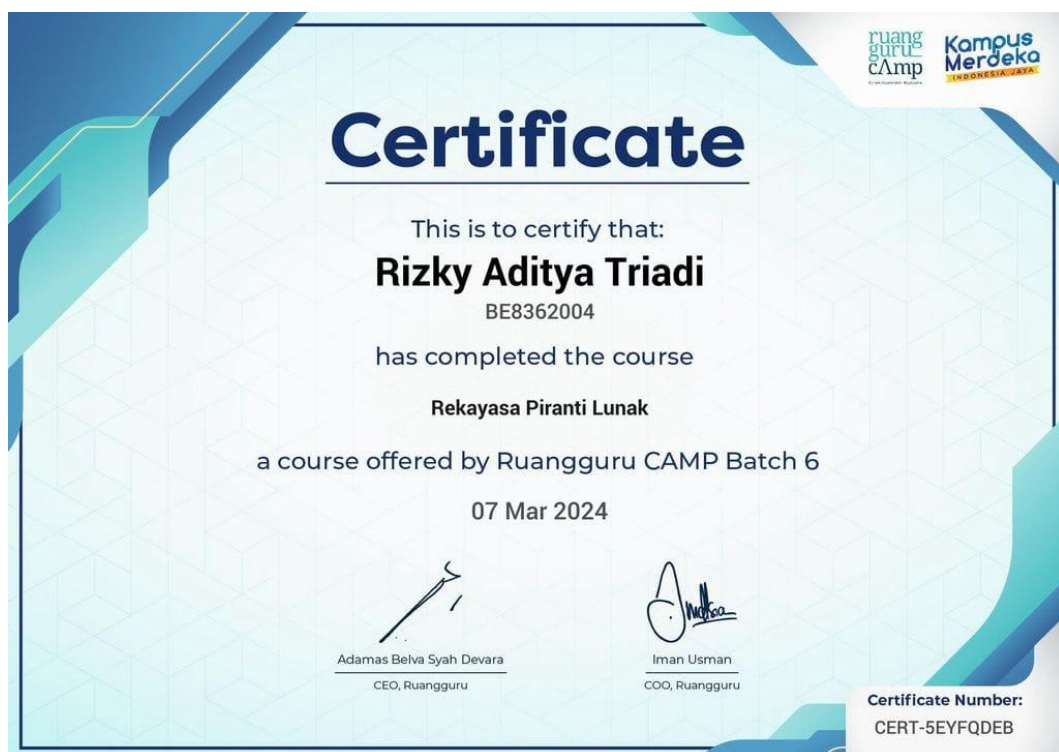 ruang
guru
cAmp
Kampus
Merdeka
INDONESIA JAYA
Certificate
This is to certify that:
Rizky Aditya Triadi
BE8362004
has completed the course
Rekayasa Piranti Lunak
a course offered by Ruangguru CAMP Batch 6
07 Mar 2024
Adamas Belva Syah Devara
CEO, Ruangguru
Iman Usman
COO, Ruangguru
Certificate Number:
CERT-5EYFQDEB